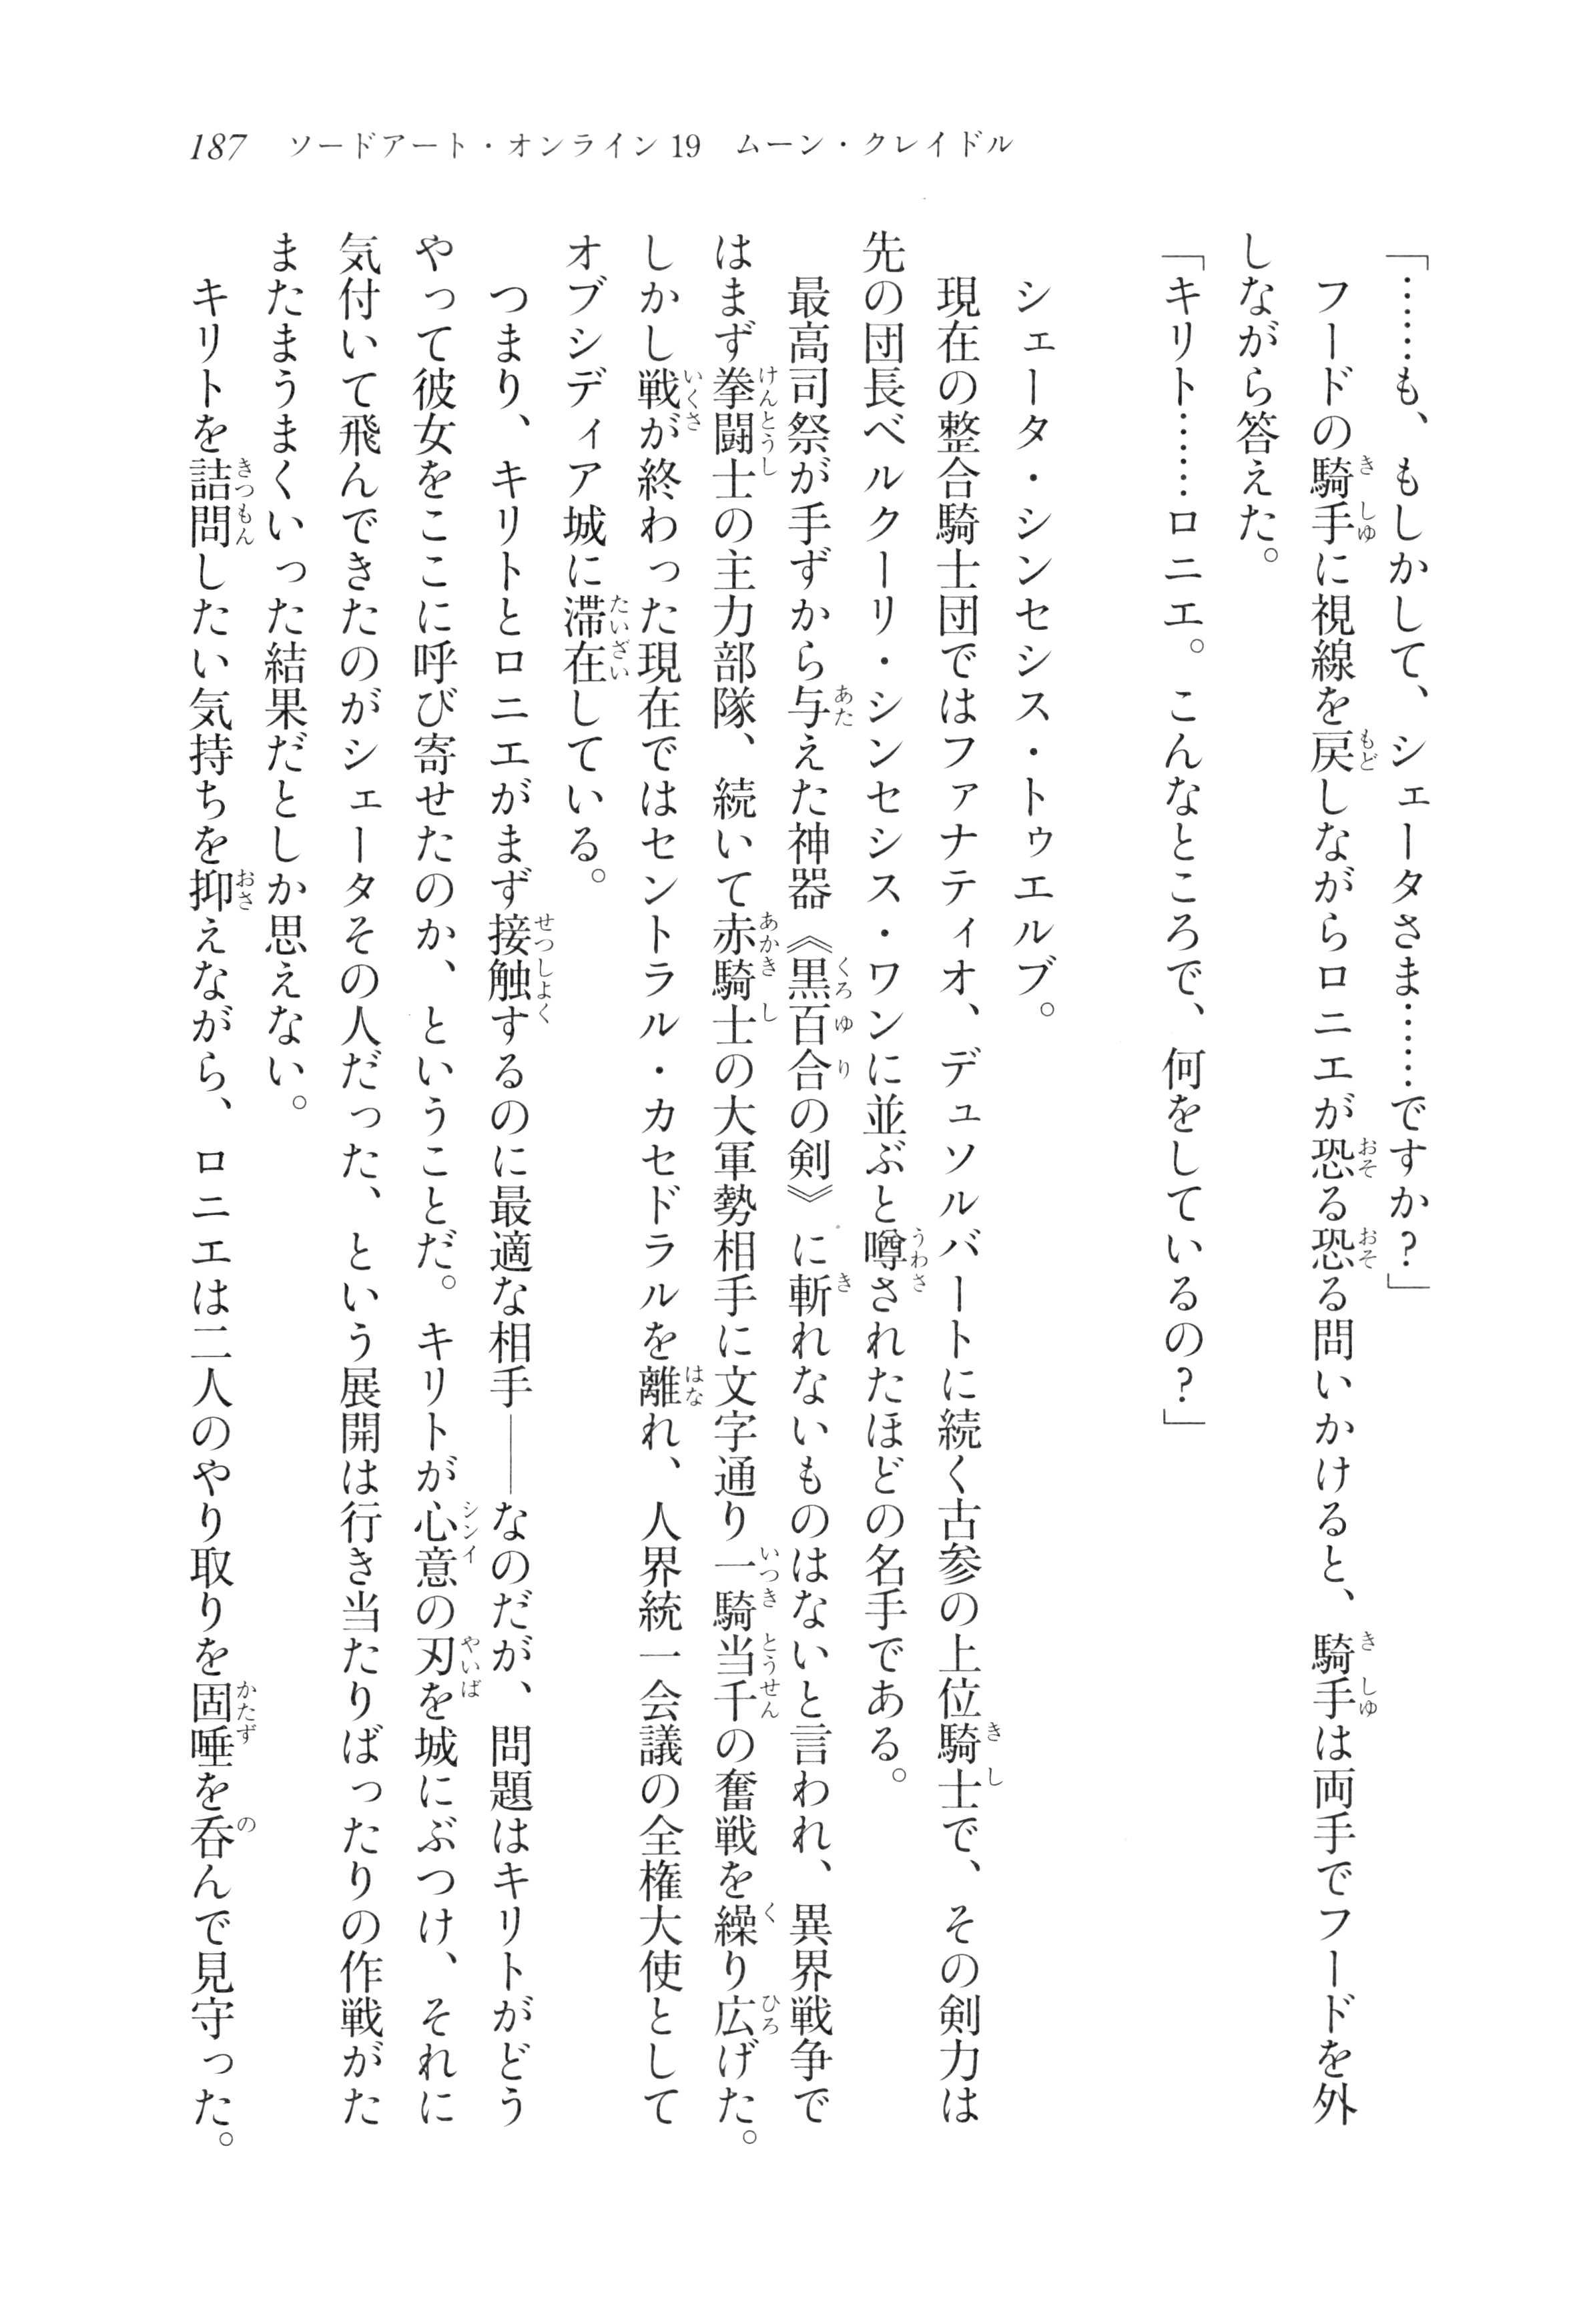 187　ソードアート・オンライン19　ムーン・クレイドル
「……も、もしかして、シェータさま……ですか？」
　フードの騎手に視線を戻しながらロニエが恐る恐る問いかけると、騎手は両手でフードを外
しながら答えた。
「キリト……ロニエ。こんなところで、何をしているの？」
　シェータ・シンセシス・トゥエルブ。
　現在の整合騎士団ではファナティオ、デュソルバートに続く古参の上位騎士で、その剣力は
先の団長ベルクーリ・シンセシス・ワンに並ぶと噂されたほどの名手である。
　最高司祭が手ずから与えた神器《黒百合の剣》に斬れないものはないと言われ、異界戦争で
はまず拳闘士の主力部隊、続いて赤騎士の大軍勢相手に文字通り一騎当千の奮戦を繰り広げた。
しかし戦が終わった現在ではセントラル・カセドラルを離れ、人界統一会議の全権大使として
オブシディア城に滞在している。
　つまり、キリトとロニエがまず接触するのに最適な相手――なのだが、問題はキリトがどう
やって彼女をここに呼び寄せたのか、ということだ。キリトが心意の刃を城にぶつけ、それに
気付いて飛んできたのがシェータその人だった、という展開は行き当たりばったりの作戦がた
またまうまくいった結果だとしか思えない。
　キリトを詰問したい気持ちを抑えながら、ロニエは二人のやり取りを固唾を呑んで見守った。